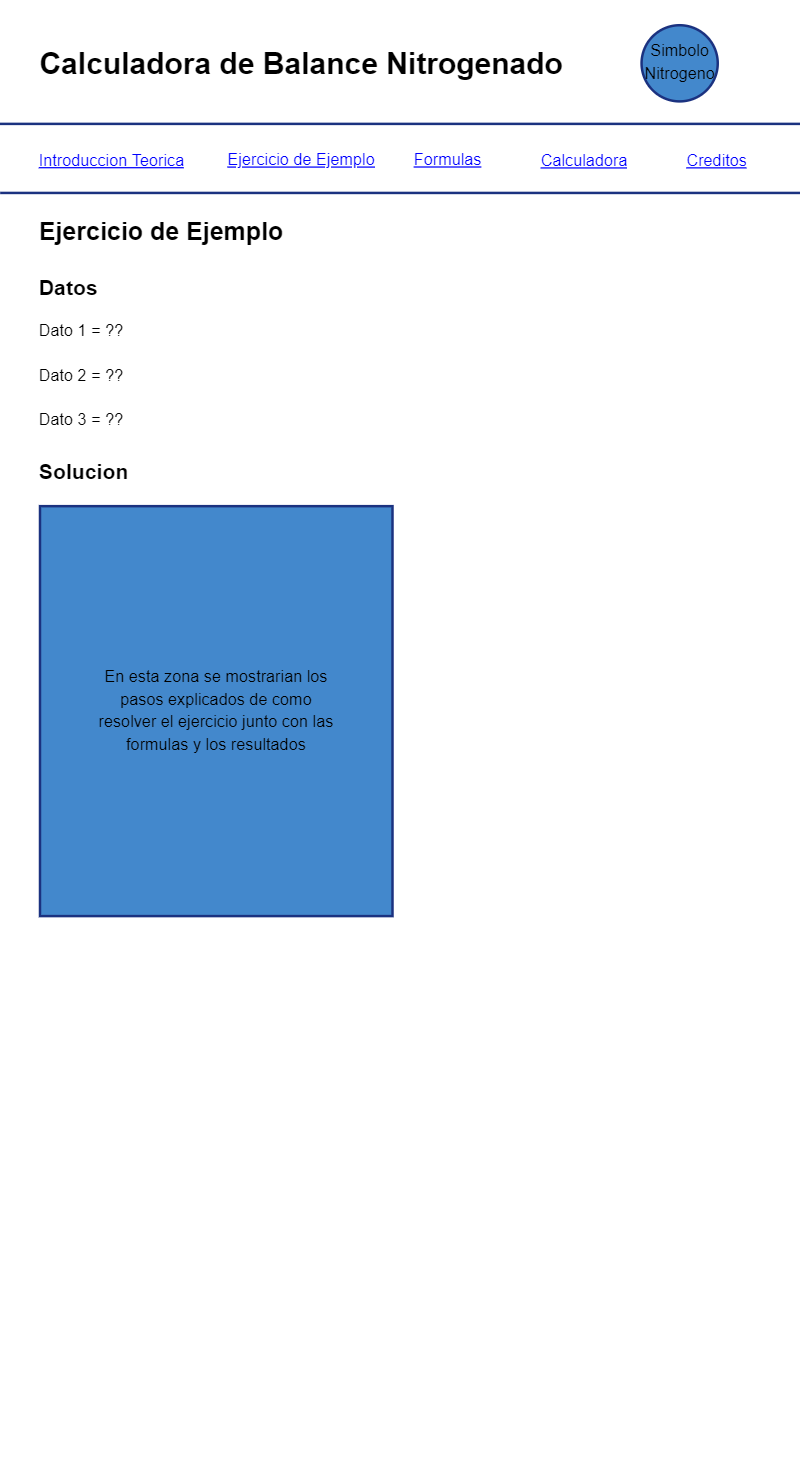 Calculadora de Balance Nitrogenado
Simbolo
Nitrogeno
Introduccion Teorica
Ejercicio de Ejemplo
Formulas
Calculadora
Creditos
Ejercicio de Ejemplo
Datos
Dato 1 = ??
Dato 2 = ??
Dato 3 = ??
Solucion
En esta zona se mostrarian los
pasos explicados de como
resolver el ejercicio junto con las
formulas y los resultados